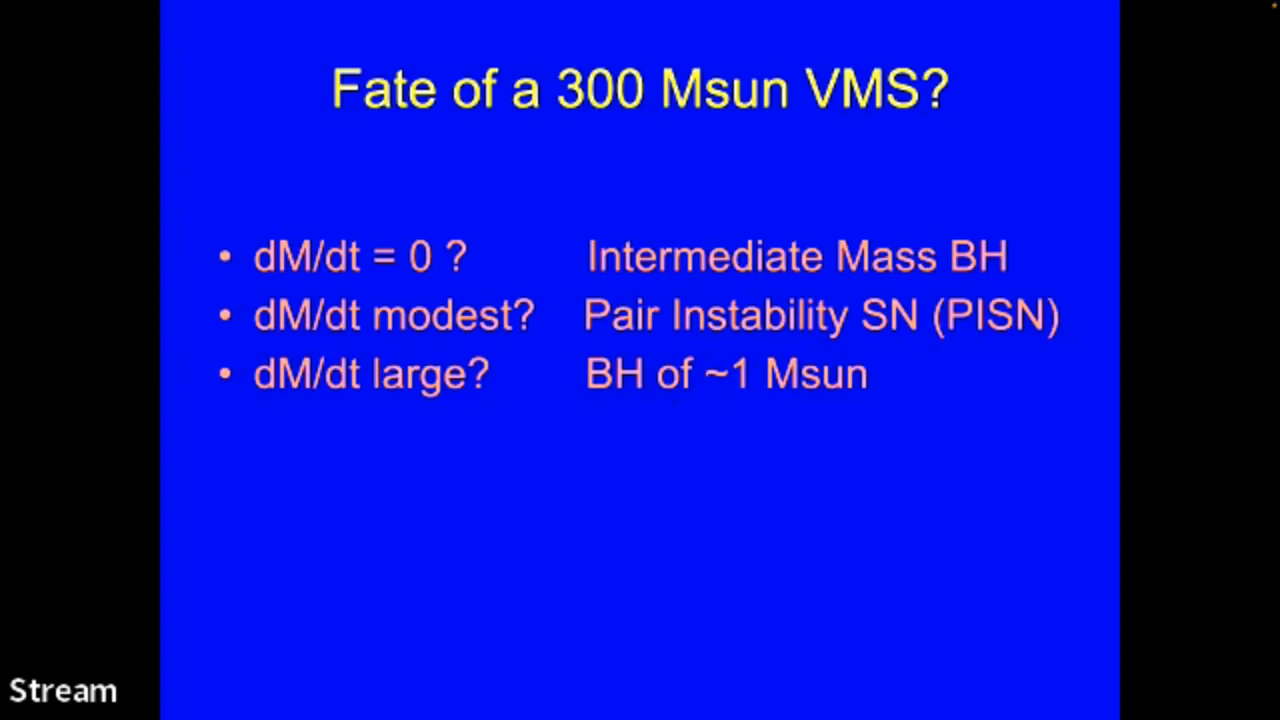 Fate of a 300 Msun VMS?
• dM/dt = 0 ? Intermediate Mass BH
• dM/dt modest? Pair Instability SN (PISN)
• dM/dt large? BH of ~1 Msun
Stream